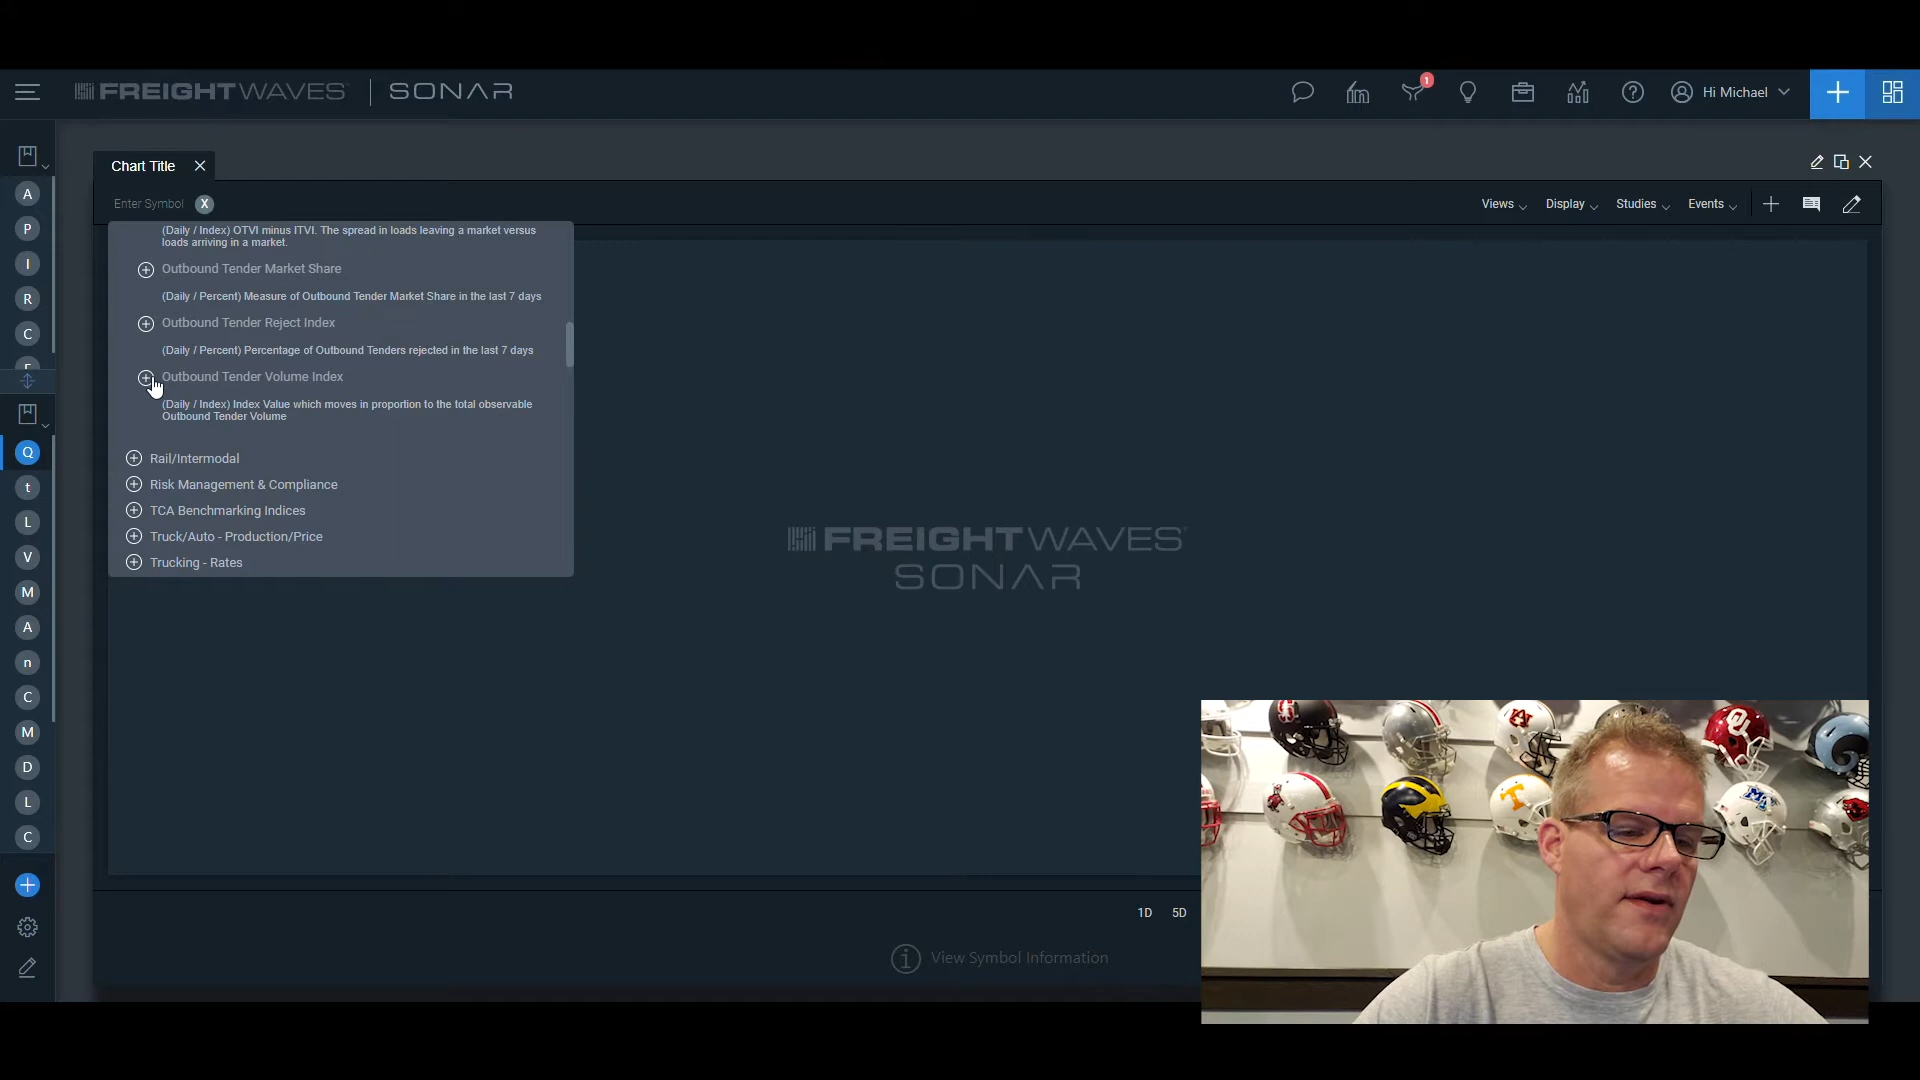 FREIGHTWAVES | SONAR
1
Hi Michael
Chart Title
Enter Symbol
X
Views
Display
Studies
Events
A
P
I
R
C
(Daily / Index) OTVI minus ITVI. The spread in loads leaving a market versus
loads arriving in a market.
Outbound Tender Market Share
(Daily / Percent) Measure of Outbound Tender Market Share in the last 7 days
Outbound Tender Reject Index
(Daily / Percent) Percentage of Outbound Tenders rejected in the last 7 days
Outbound Tender Volume Index
(Daily / Index) Index Value which moves in proportion to the total observable
Outbound Tender Volume
Rail/Intermodal
Risk Management & Compliance
TCA Benchmarking Indices
Truck/Auto - Production/Price
Trucking - Rates
Q
t
L
V
M
A
n
C
M
D
L
C
FREIGHTWAVES
SONAR
1D
5D
View Symbol Information